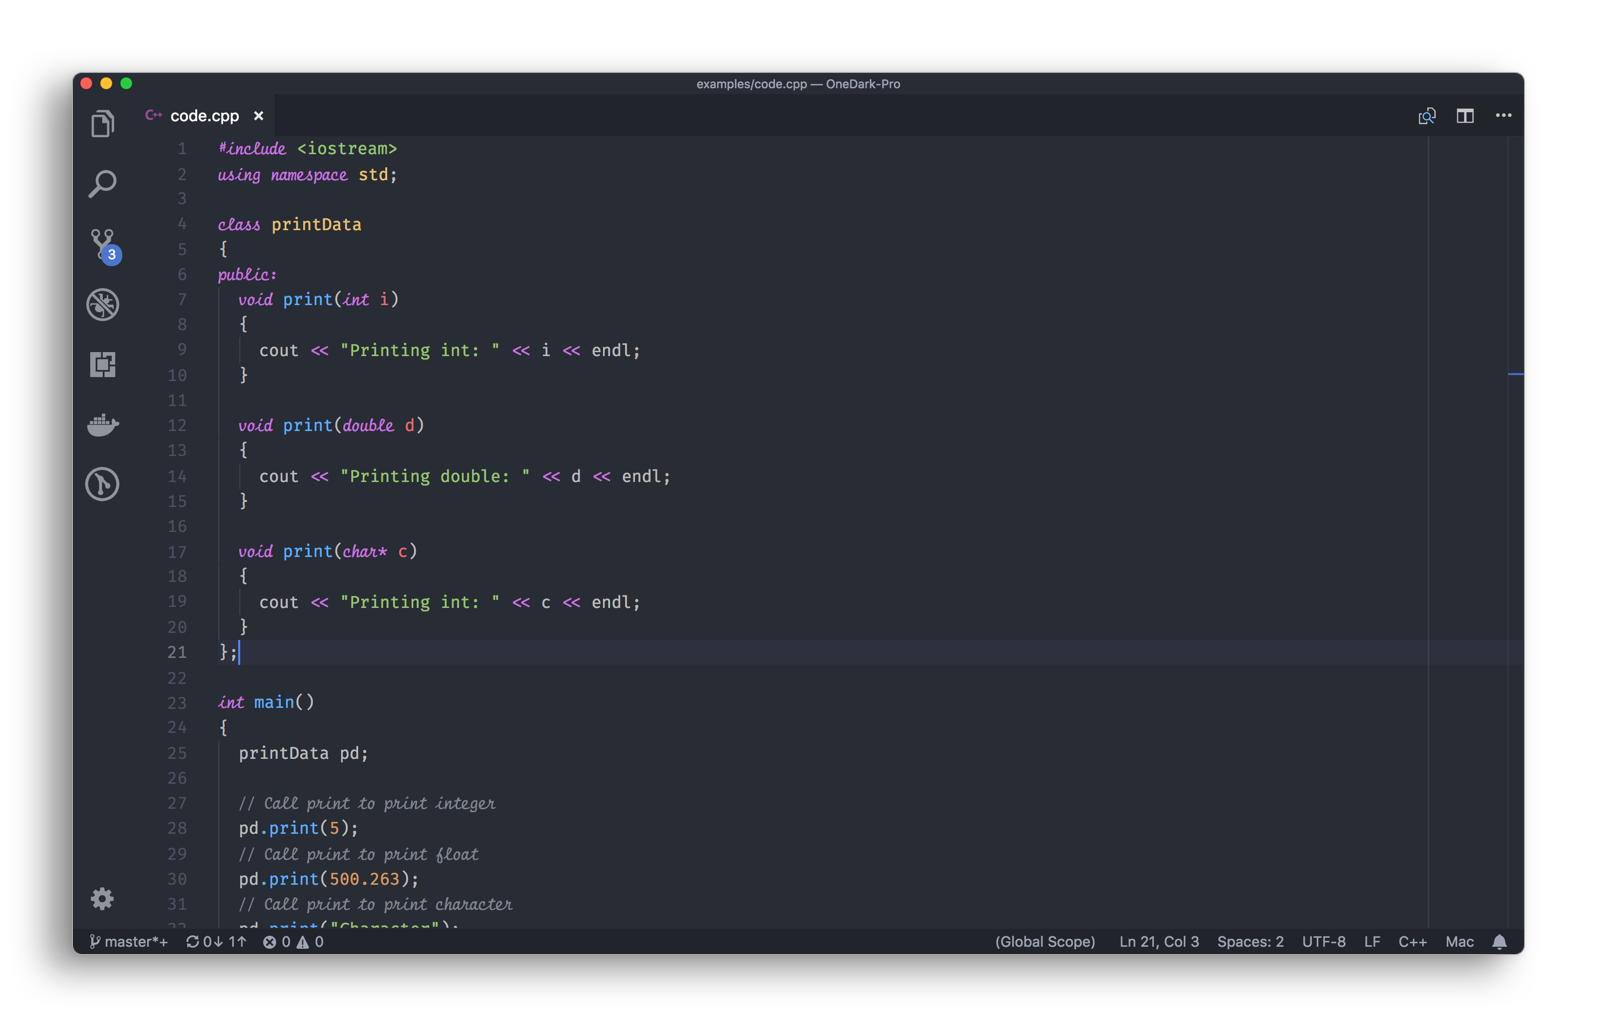 examples/code.cpp — OneDark-Pro
C++ code.cpp ×
1 #include <iostream>
2 using namespace std;
3
4 class printData
5 {
6 public:
7 void print(int i)
8 {
9 cout << "Printing int: " << i << endl;
10 }
11
12 void print(double d)
13 {
14 cout << "Printing double: " << d << endl;
15 }
16
17 void print(char* c)
18 {
19 cout << "Printing int: " << c << endl;
20 }
21 };
22
23 int main()
24 {
25 printData pd;
26
27 // Call print to print integer
28 pd.print(5);
29 // Call print to print float
30 pd.print(500.263);
31 // Call print to print character
32 pd.print("Character");
3
master*+ 0↓ 1↑ 0 0 (Global Scope) Ln 21, Col 3 Spaces: 2 UTF-8 LF C++ Mac